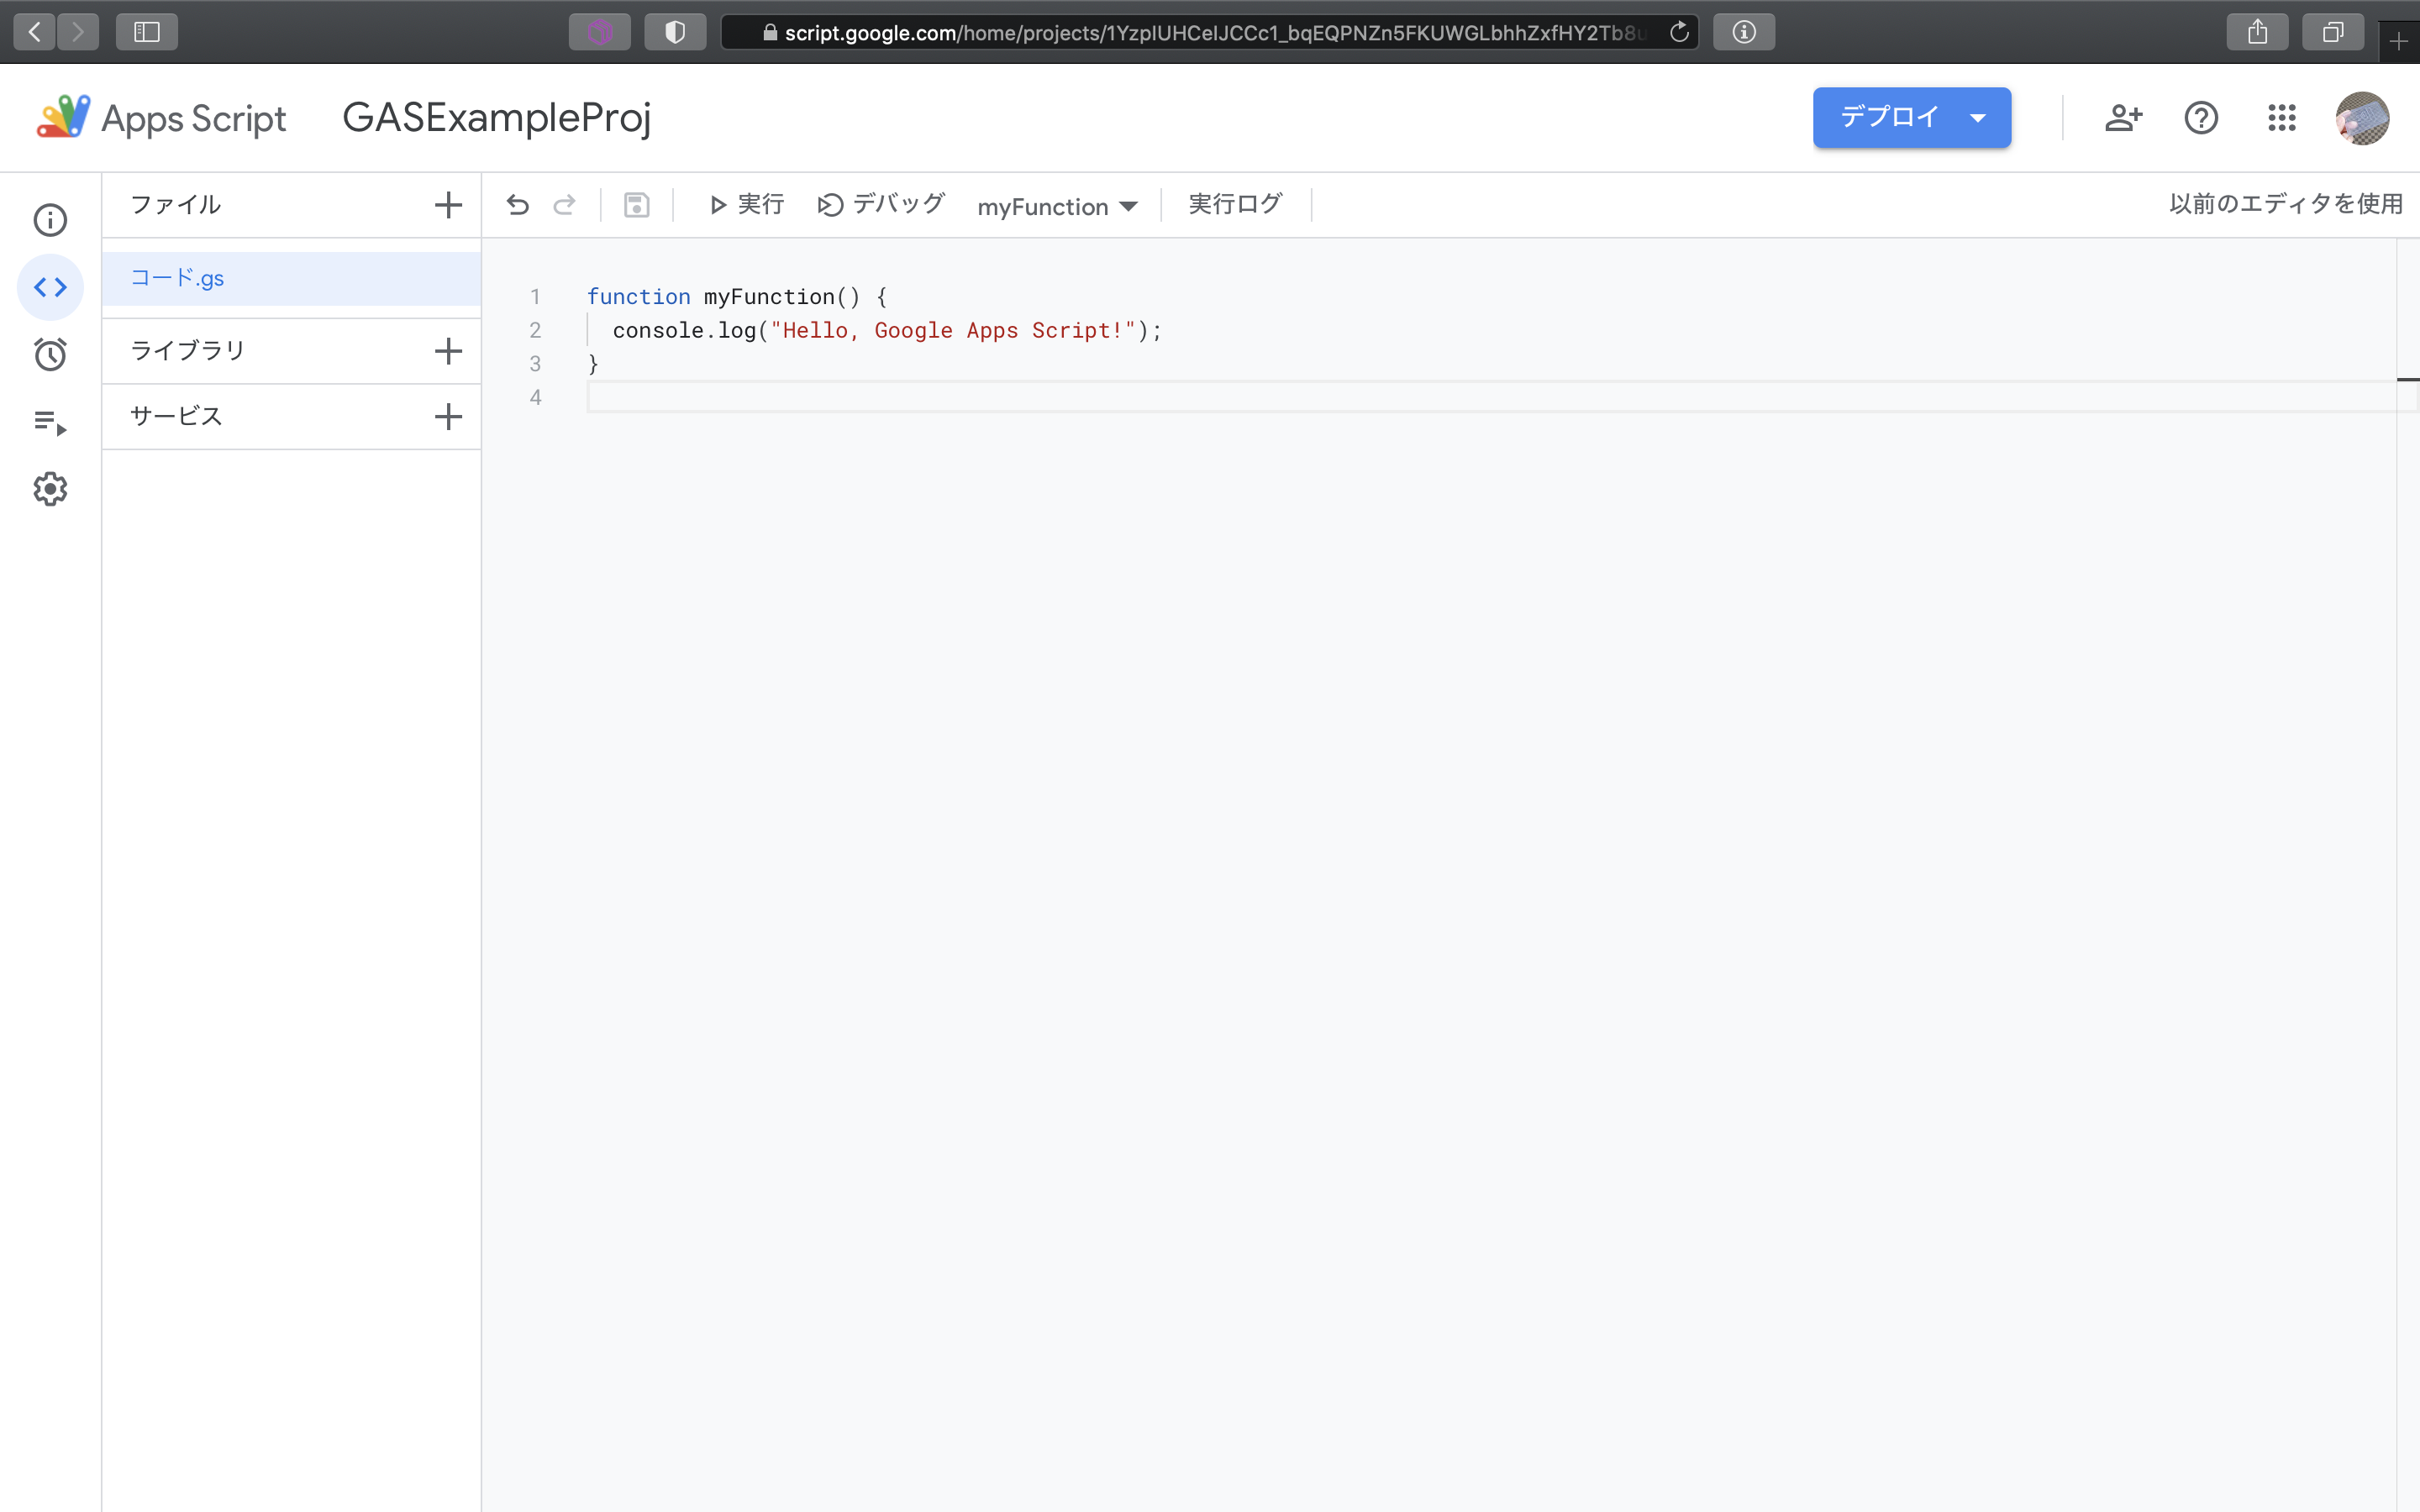 script.google.com/home/projects/1YzpIUHCeIJCCc1_bqEQPNZn5FKUWGLbhhZxfHY2Tb8u
Apps Script
GASExampleProj
デプロイ
ファイル
実行
デバッグ
myFunction
実行ログ
以前のエディタを使用
コード.gs
ライブラリ
サービス
1 function myFunction() {
2 console.log("Hello, Google Apps Script!");
3 }
4